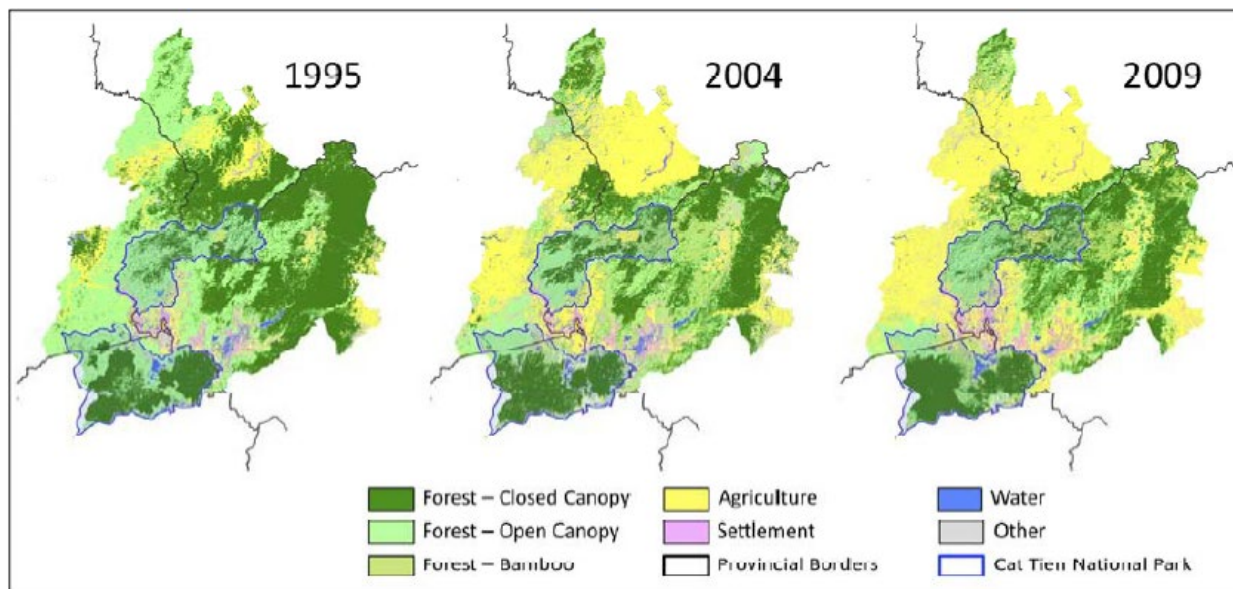 1995
2004
2009
Forest – Closed Canopy
Agriculture
Water
Forest – Open Canopy
Settlement
Other
Forest – Bamboo
Provincial Borders
Cat Tien National Park